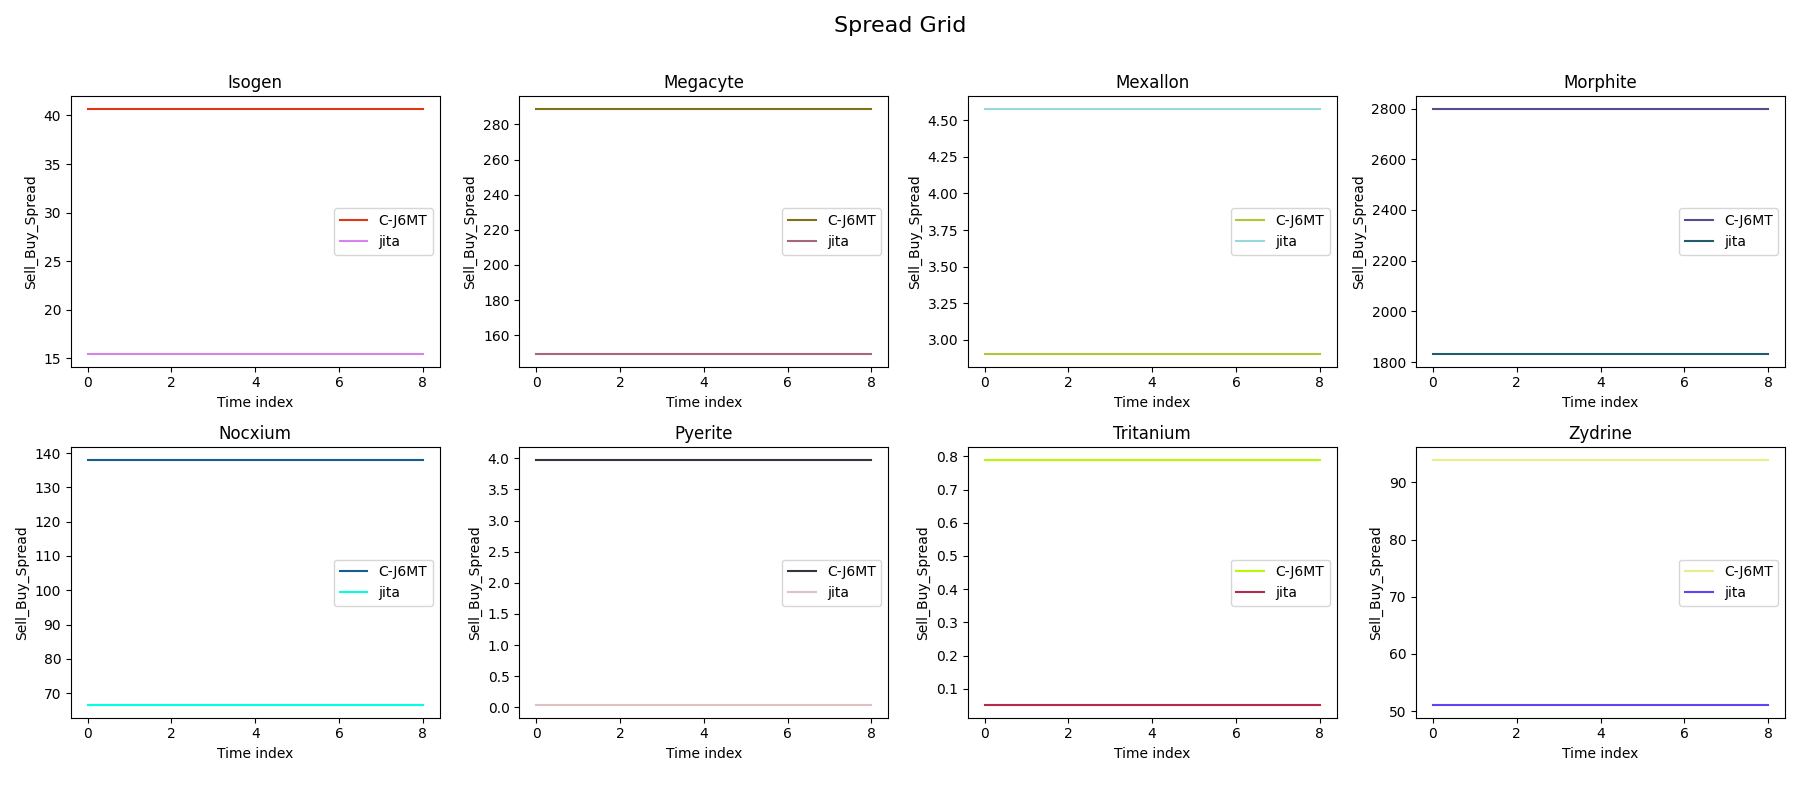 Spread Grid
Isogen
Sell_Buy_Spread
40
35
30
25
20
15
0 2 4 6 8
Time index
C-J6MT
jita
Megacyte
Sell_Buy_Spread
280
260
240
220
200
180
160
0 2 4 6 8
Time index
C-J6MT
jita
Mexallon
Sell_Buy_Spread
4.50
4.25
4.00
3.75
3.50
3.25
3.00
0 2 4 6 8
Time index
C-J6MT
jita
Morphite
Sell_Buy_Spread
2800
2600
2400
2200
2000
1800
0 2 4 6 8
Time index
C-J6MT
jita
Nocxium
Sell_Buy_Spread
140
130
120
110
100
90
80
70
0 2 4 6 8
Time index
C-J6MT
jita
Pyerite
Sell_Buy_Spread
4.0
3.5
3.0
2.5
2.0
1.5
1.0
0.5
0.0
0 2 4 6 8
Time index
C-J6MT
jita
Tritanium
Sell_Buy_Spread
0.8
0.7
0.6
0.5
0.4
0.3
0.2
0.1
0 2 4 6 8
Time index
C-J6MT
jita
Zydrine
Sell_Buy_Spread
90
80
70
60
50
0 2 4 6 8
Time index
C-J6MT
jita